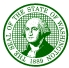 THE SEAL OF THE STATE OF WASHINGTON
1889